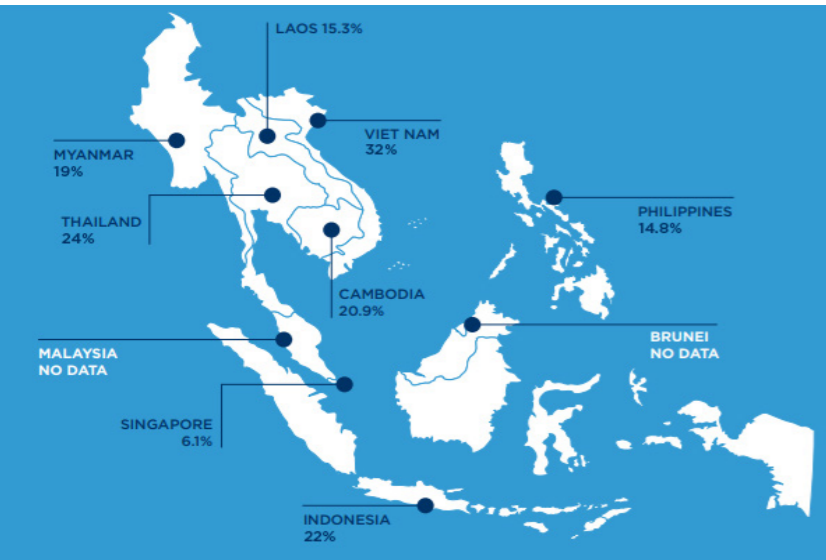 LAOS 15.3%
VIET NAM
32%
MYANMAR
19%
PHILIPPINES
14.8%
THAILAND
24%
CAMBODIA
20.9%
BRUNEI
NO DATA
MALAYSIA
NO DATA
SINGAPORE
6.1%
INDONESIA
22%